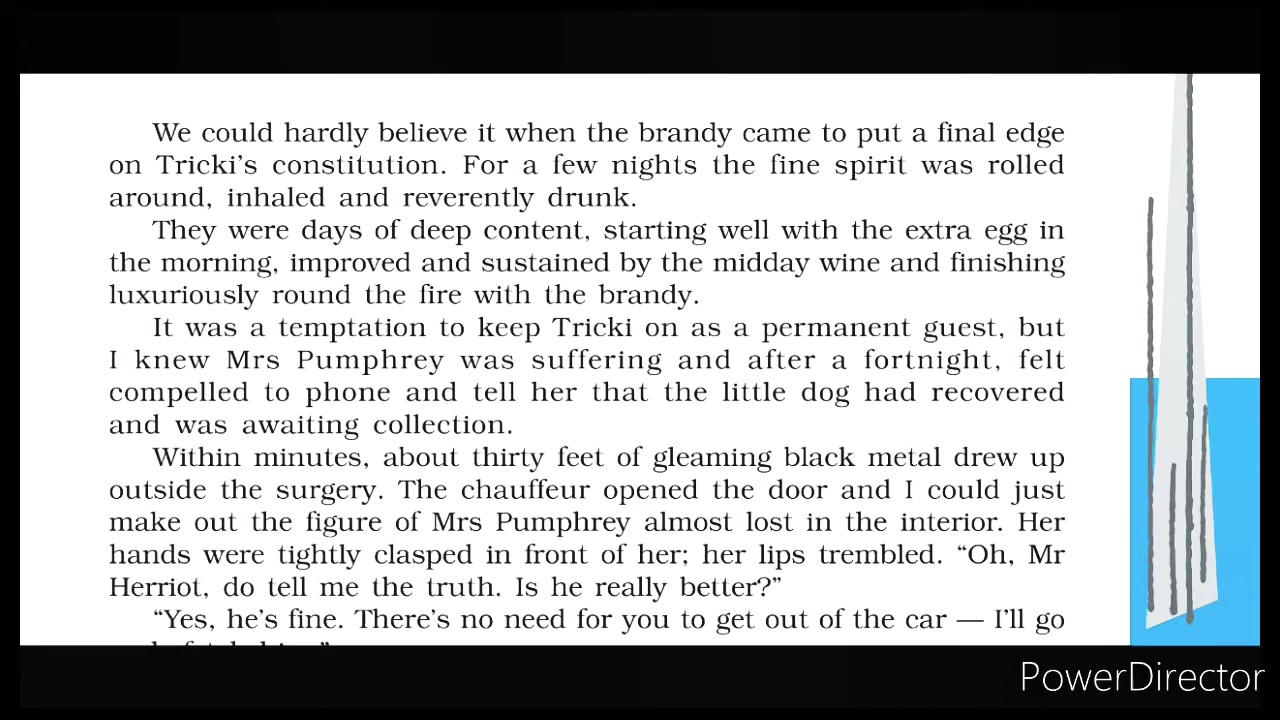 We could hardly believe it when the brandy came to put a final edge
on Tricki's constitution. For a few nights the fine spirit was rolled
around, inhaled and reverently drunk.
They were days of deep content, starting well with the extra egg in
the morning, improved and sustained by the midday wine and finishing
luxuriously round the fire with the brandy.
It was a temptation to keep Tricki on as a permanent guest, but
I knew Mrs Pumphrey was suffering and after a fortnight, felt
compelled to phone and tell her that the little dog had recovered
and was awaiting collection.
Within minutes, about thirty feet of gleaming black metal drew up
outside the surgery. The chauffeur opened the door and I could just
make out the figure of Mrs Pumphrey almost lost in the interior. Her
hands were tightly clasped in front of her; her lips trembled. “Oh, Mr
Herriot, do tell me the truth. Is he really better?”
“Yes, he's fine. There's no need for you to get out of the car — I'll go
PowerDirector